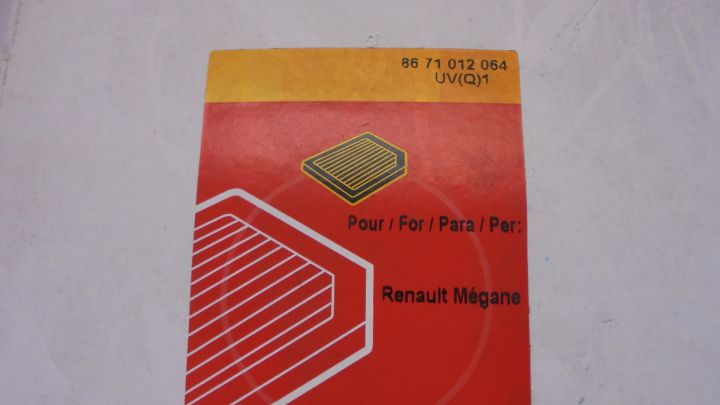 86 71 012 064
UV(Q)1
Pour / For / Para / Per:
Renault Mégane